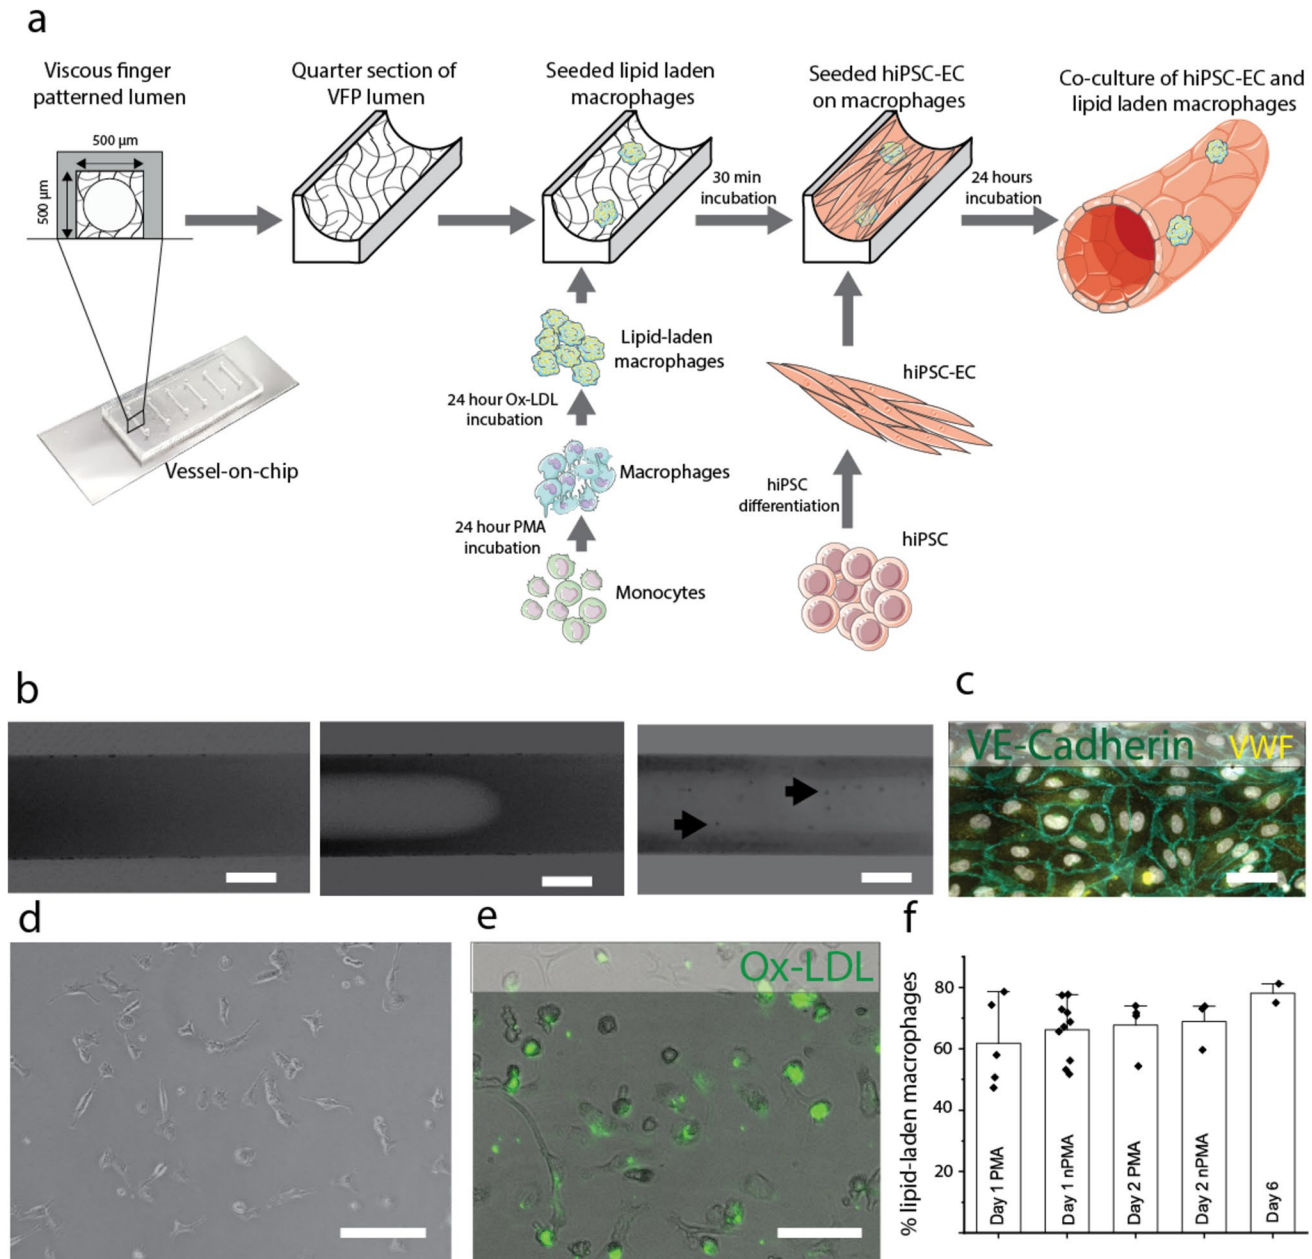 a
Viscous finger
patterned lumen
500 µm
500 µm
Vessel-on-chip
Quarter section of
VFP lumen
Seeded lipid laden
macrophages
30 min
incubation
Seeded hiPSC-EC
on macrophages
24 hours
incubation
Co-culture of hiPSC-EC and
lipid laden macrophages
Lipid-laden
macrophages
24 hour Ox-LDL
incubation
Macrophages
24 hour PMA
incubation
Monocytes
hiPSC-EC
hiPSC
differentiation
hiPSC
b
c
VE-Cadherin
VWF
d
e
Ox-LDL
f
% lipid-laden macrophages
80
60
40
20
Day 1 PMA
Day 1 nPMA
Day 2 PMA
Day 2 nPMA
Day 6